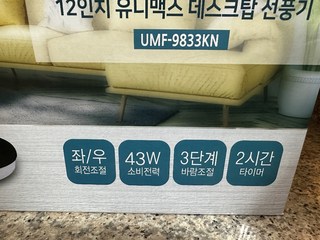 12인치 유니맥스 데스크탑 선풍기
UMF-9833KN
좌/우
회전조절
43W
소비전력
3단계
바람조절
2시간
타이머